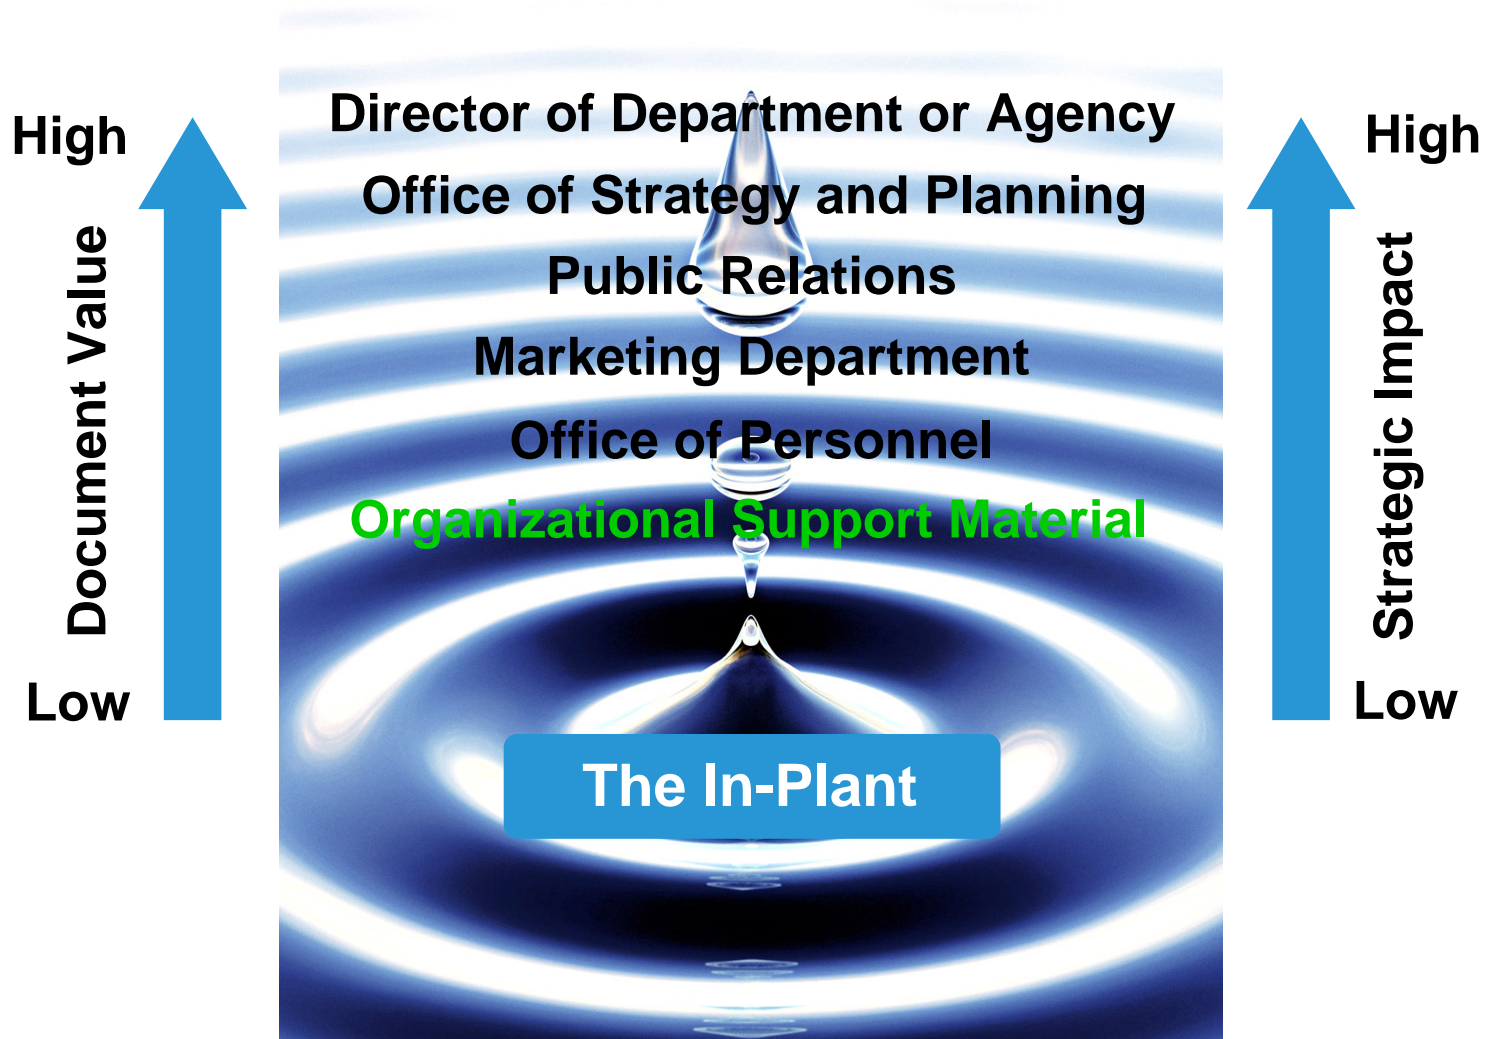 Director of Department or Agency
High
High
Office of Strategy and Planning
Public Relations
Document Value
Strategic Impact
Marketing Department
Office of Personnel
Organizational Support Material
Low
Low
The In-Plant